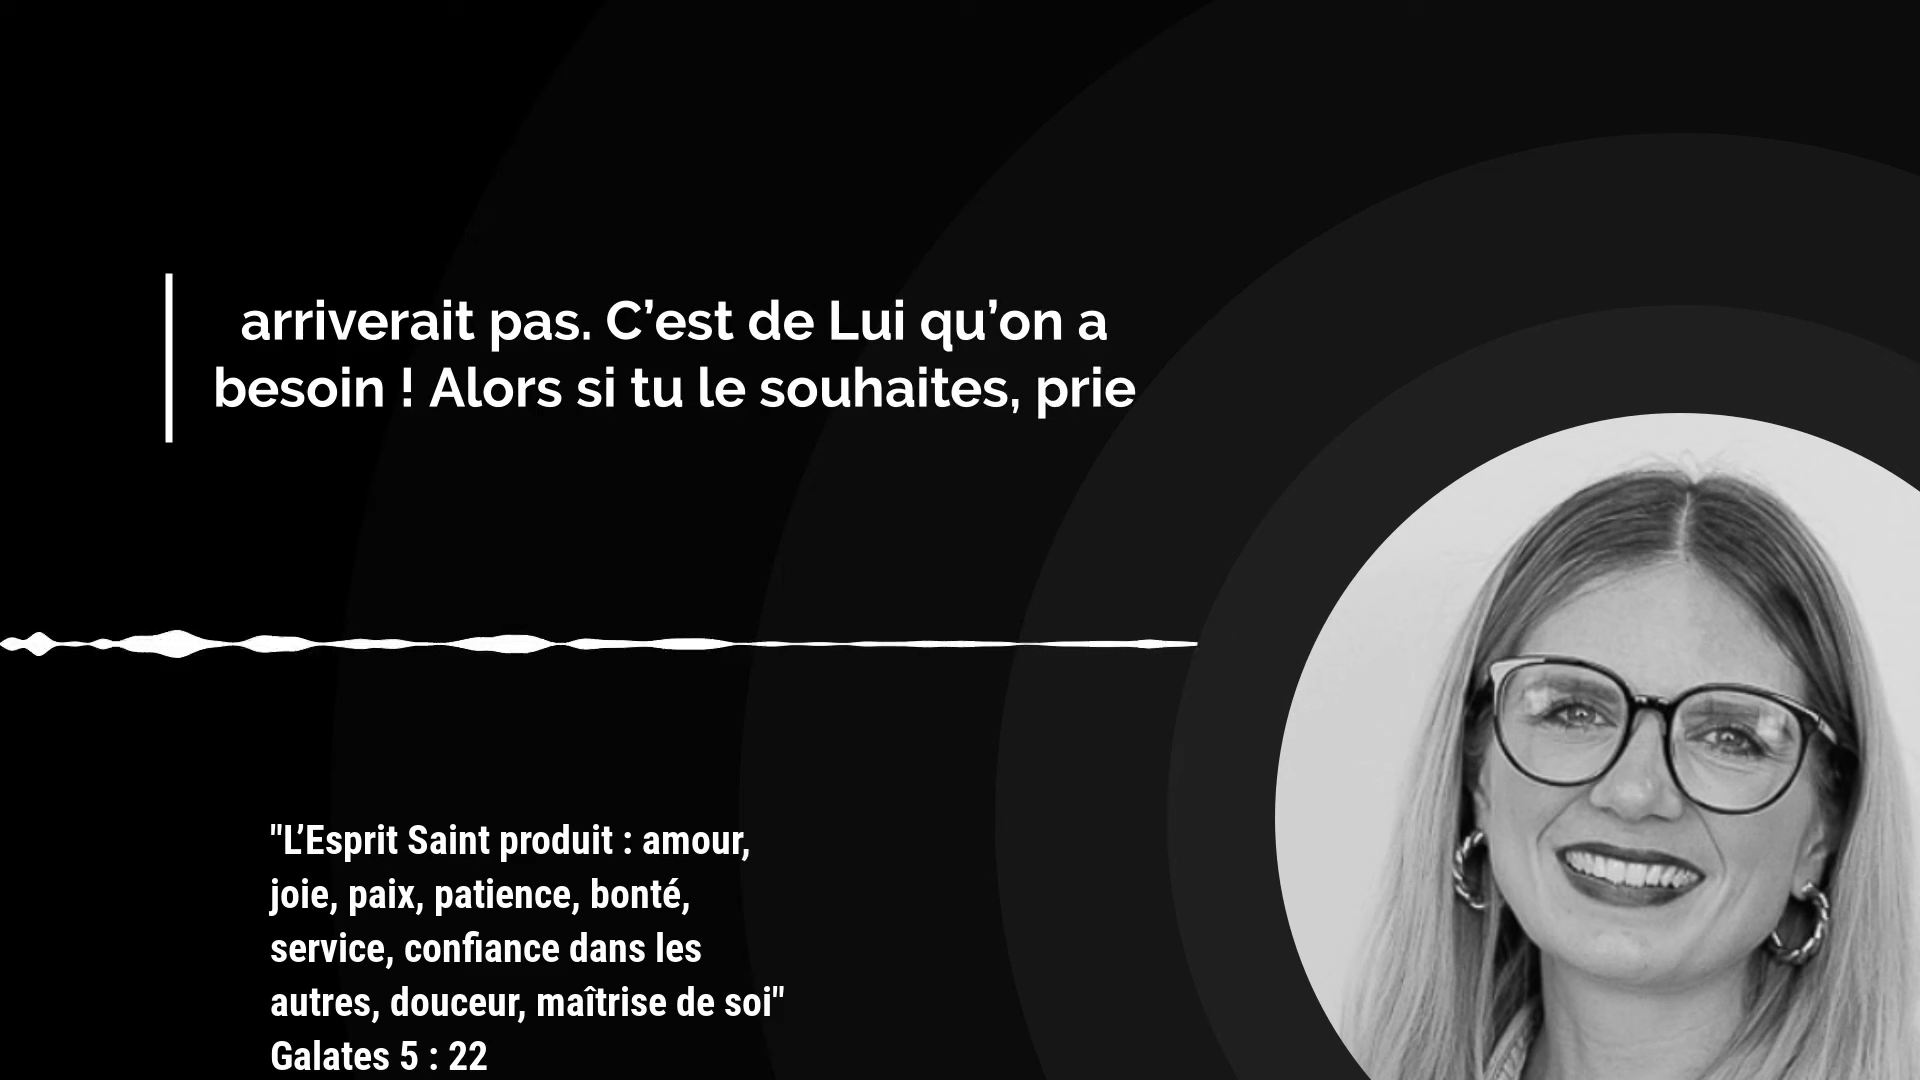 arriverait pas. C’est de Lui qu’on a
besoin ! Alors si tu le souhaites, prie
"L’Esprit Saint produit : amour,
joie, paix, patience, bonté,
service, confiance dans les
autres, douceur, maîtrise de soi"
Galates 5 : 22